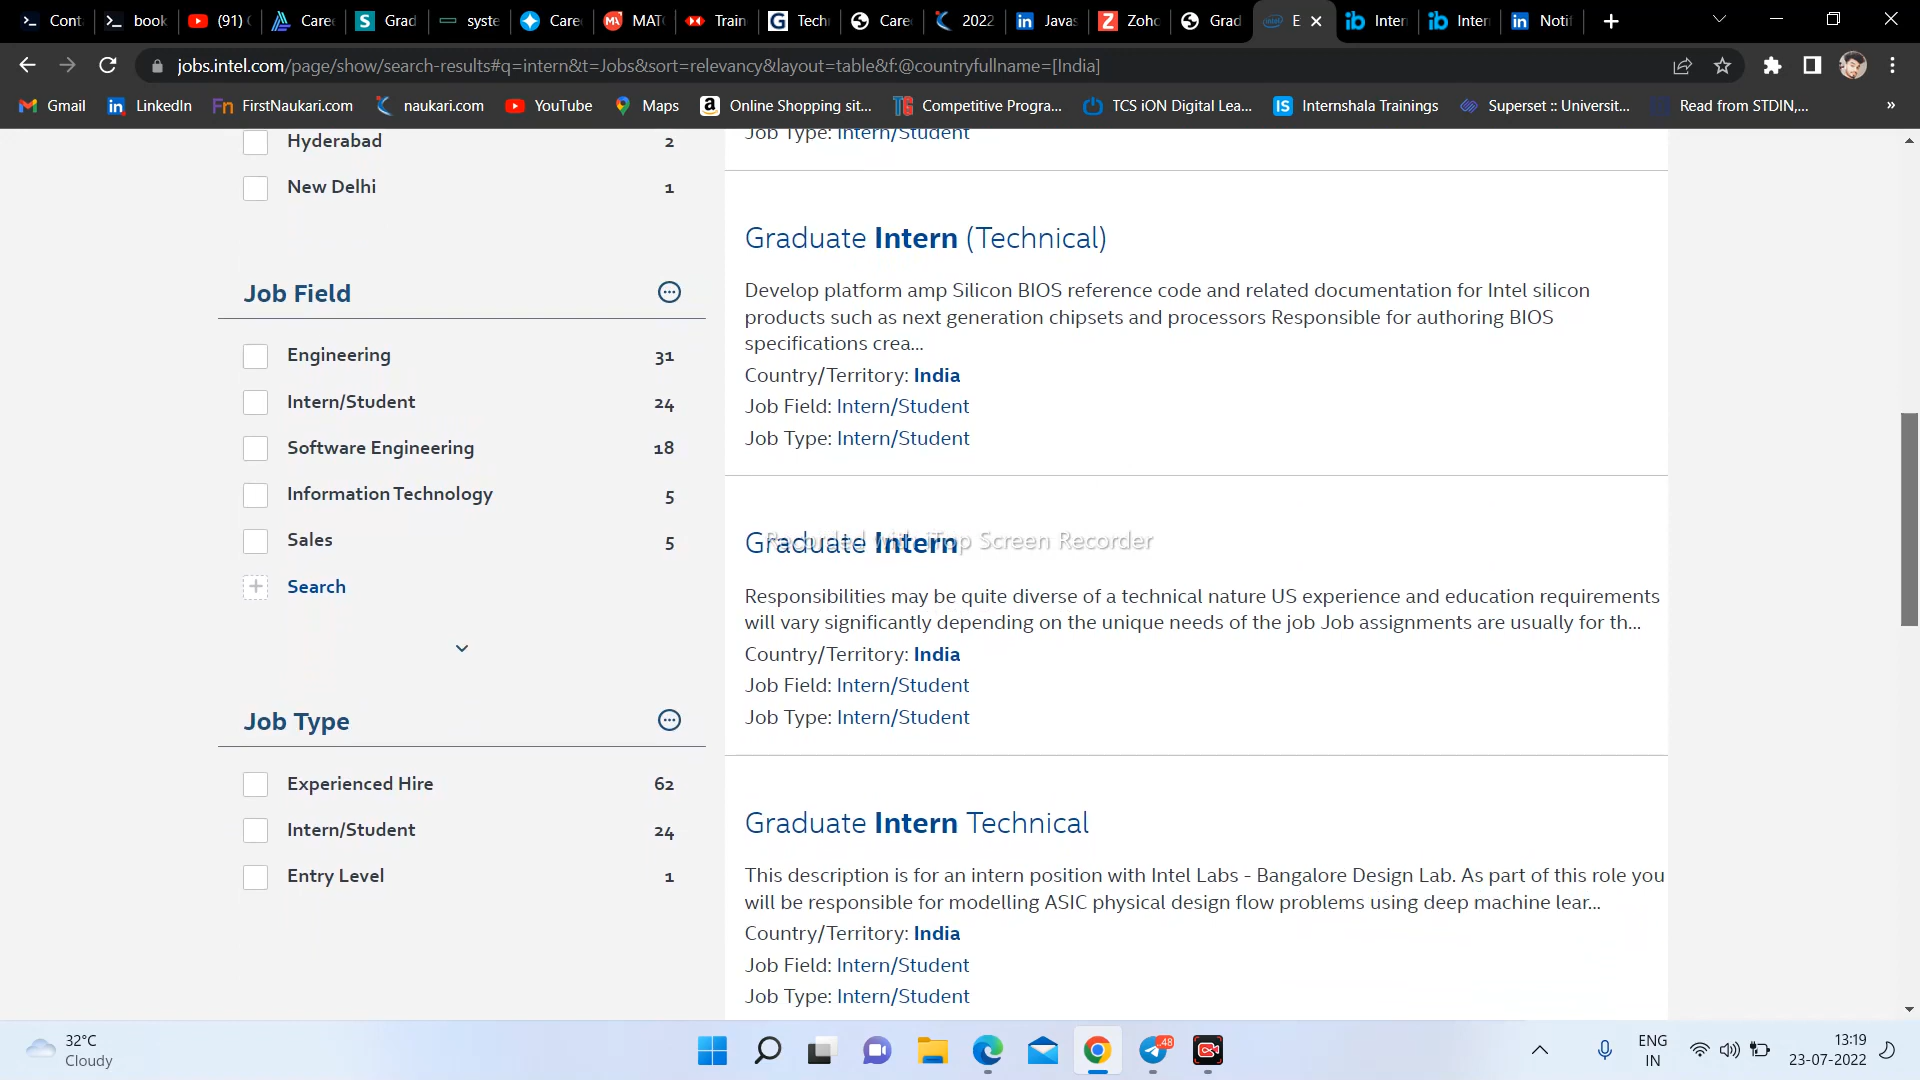 Cont
book
(91)
Caree
Grad
syste
Caree
MAT
Train
Tech
Caree
2022
Javas
Zoho
Grad
E
Inter
Inter
Notif
jobs.intel.com/page/show/search-results#q=intern&t=Jobs&sort=relevancy&layout=table&f:@countryfullname=[India]
Gmail
LinkedIn
FirstNaukari.com
naukari.com
YouTube
Maps
Online Shopping sit...
Competitive Progra...
TCS iON Digital Lea...
Internshala Trainings
Superset :: Universit...
Read from STDIN,...
»
Hyderabad 2
New Delhi 1
Job Field
Engineering 31
Intern/Student 24
Software Engineering 18
Information Technology 5
Sales 5
Search
Job Type
Experienced Hire 62
Intern/Student 24
Entry Level 1
Job Type: Intern/Student
Graduate Intern (Technical)
Develop platform amp Silicon BIOS reference code and related documentation for Intel silicon
products such as next generation chipsets and processors Responsible for authoring BIOS
specifications crea...
Country/Territory: India
Job Field: Intern/Student
Job Type: Intern/Student
Graduate Intern
Recorded with iTop Screen Recorder
Responsibilities may be quite diverse of a technical nature US experience and education requirements
will vary significantly depending on the unique needs of the job Job assignments are usually for th...
Country/Territory: India
Job Field: Intern/Student
Job Type: Intern/Student
Graduate Intern Technical
This description is for an intern position with Intel Labs - Bangalore Design Lab. As part of this role you
will be responsible for modelling ASIC physical design flow problems using deep machine lear...
Country/Territory: India
Job Field: Intern/Student
Job Type: Intern/Student
32°C
Cloudy
48
ENG
IN
13:19
23-07-2022